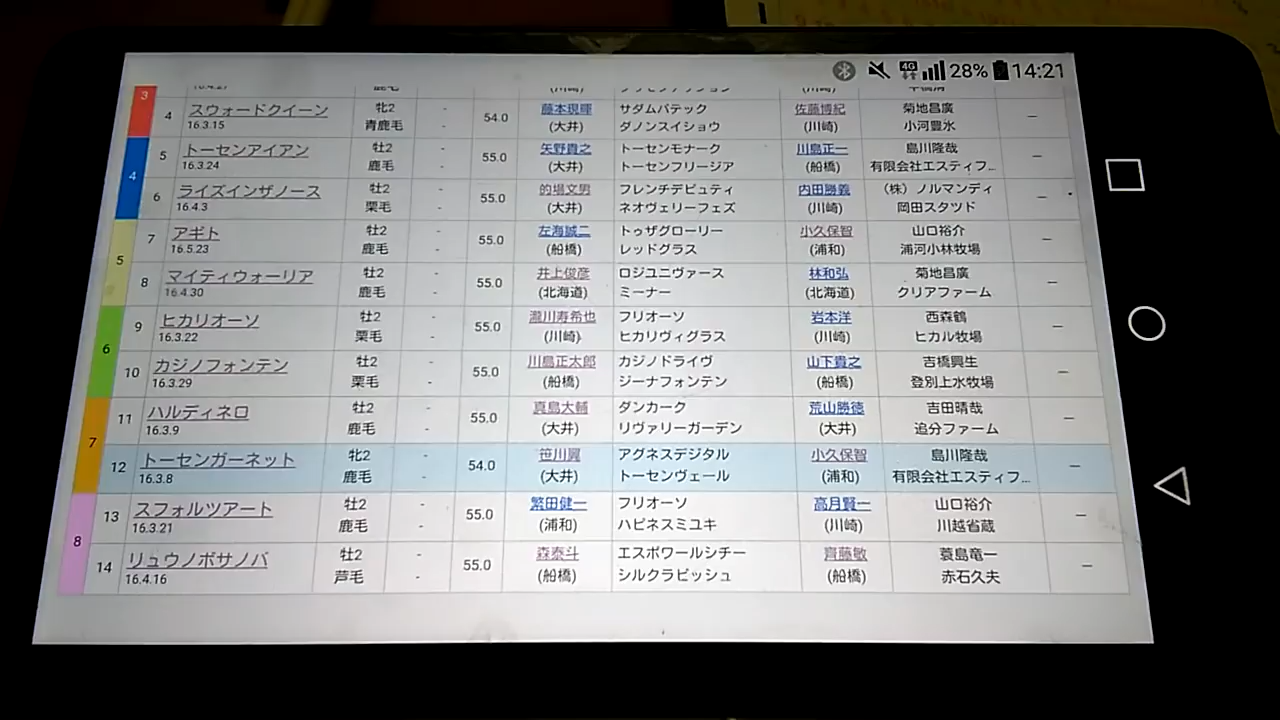 28% 14:21
3
4 スウォードクイーン 牝2 - 54.0 藤本現暉 サダムパテック 佐藤博紀 菊地昌廣 —
16.3.15 青鹿毛 - (大井) ダノンスイショウ (川崎) 小河豊水
4
5 トーセンアイアン 牡2 - 55.0 矢野貴之 トーセンモナーク 川島正一 島川隆哉 —
16.3.24 鹿毛 - (大井) トーセンフリージア (船橋) 有限会社エスティフ...
6 ライズインザノース 牡2 - 55.0 的場文男 フレンチデピュティ 内田勝義 (株)ノルマンディ —
16.4.3 栗毛 - (大井) ネオヴェリーフェズ (川崎) 岡田スタツド
5
7 アギト 牡2 - 55.0 左海誠二 トゥザグローリー 小久保智 山口裕介 —
16.5.23 鹿毛 - (船橋) レッドグラス (浦和) 浦河小林牧場
8 マイティウォーリア 牡2 - 55.0 井上俊彦 ロジユニヴァース 林和弘 菊地昌廣 —
16.4.30 鹿毛 - (北海道) ミーナー (北海道) クリアファーム
6
9 ヒカリオーソ 牡2 - 55.0 瀧川寿希也 フリオーソ 岩本洋 西森鶴 —
16.3.22 栗毛 - (川崎) ヒカリヴィグラス (川崎) ヒカル牧場
10 カジノフォンテン 牡2 - 55.0 川島正太郎 カジノドライヴ 山下貴之 吉橋興生 —
16.3.29 栗毛 - (船橋) ジーナフォンテン (船橋) 登別上水牧場
7
11 ハルディネロ 牡2 - 55.0 真島大輔 ダンカーク 荒山勝徳 吉田晴哉 —
16.3.9 鹿毛 - (大井) リヴァリーガーデン (大井) 追分ファーム
12 トーセンガーネット 牝2 - 54.0 笹川翼 アグネスデジタル 小久保智 島川隆哉 —
16.3.8 鹿毛 - (大井) トーセンヴェール (浦和) 有限会社エスティフ...
8
13 スフォルツアート 牡2 - 55.0 繁田健一 フリオーソ 高月賢一 山口裕介 —
16.3.21 鹿毛 - (浦和) ハピネスミユキ (川崎) 川越省蔵
14 リュウノボサノバ 牡2 - 55.0 森泰斗 エスポワールシチー 齊藤敏 蓑島竜一 —
16.4.16 芦毛 - (船橋) シルクラビッシュ (船橋) 赤石久夫